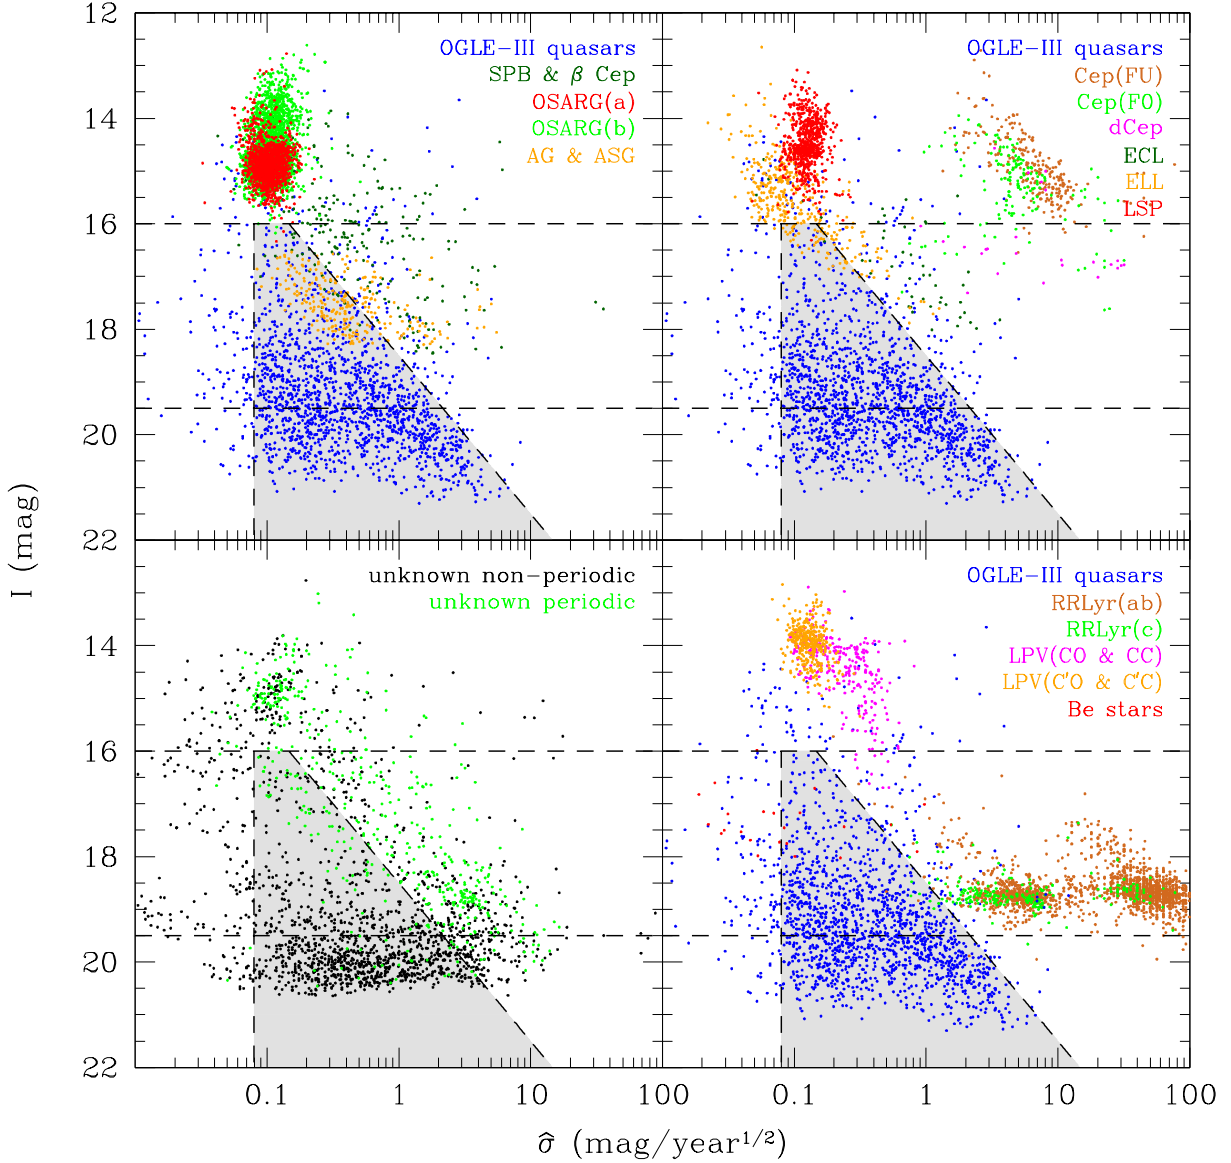 12
14
16
18
20
22
OGLE-III quasars
SPB & β Cep
OSARG(a)
OSARG(b)
AG & ASG
OGLE-III quasars
Cep(FU)
Cep(FO)
dCep
ECL
ELL
LSP
I (mag)
14
16
18
20
22
unknown non-periodic
unknown periodic
OGLE-III quasars
RRLyr(ab)
RRLyr(c)
LPV(CO & CC)
LPV(C'O & C'C)
Be stars
0.1 1 100 0.1 1 10 100
σ̂ (mag/year^1/2)